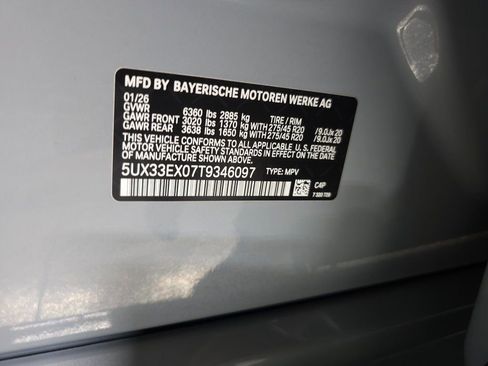 MFD BY BAYERISCHE MOTOREN WERKE AG
01/26
GVWR 6360 lbs 2885 kg TIRE / RIM
GAWR FRONT 3020 lbs 1370 kg WITH 275/45 R20 /9.0Jx 20
GAWR REAR 3638 lbs 1650 kg WITH 275/45 R20 /9.0Jx 20
THIS VEHICLE CONFORMS TO ALL APPLICABLE
FEDERAL MOTOR VEHICLE SAFETY STANDARDS IN
EFFECT ON THE DATE OF MANUFACTURE SHOWN ABOVE.
5UX33EX07T9346097 TYPE: MPV
C4P